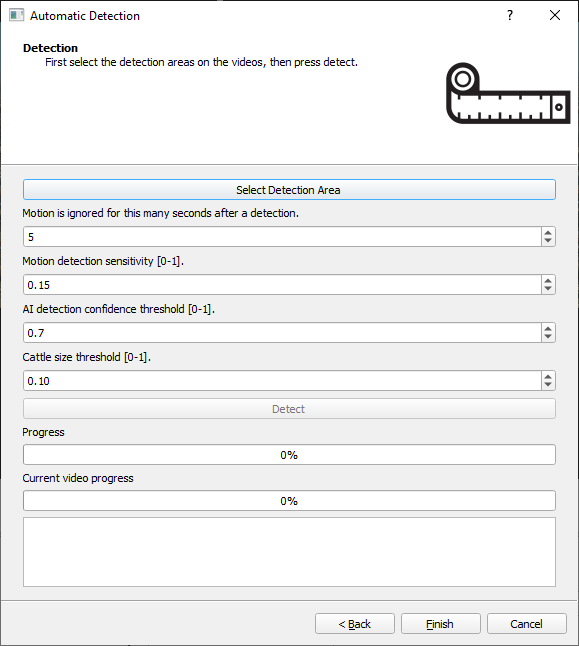 Automatic Detection
Detection
First select the detection areas on the videos, then press detect.
Select Detection Area
Motion is ignored for this many seconds after a detection.
5
Motion detection sensitivity [0-1].
0.15
AI detection confidence threshold [0-1].
0.7
Cattle size threshold [0-1].
0.10
Detect
Progress
0%
Current video progress
0%
< Back
Finish
Cancel